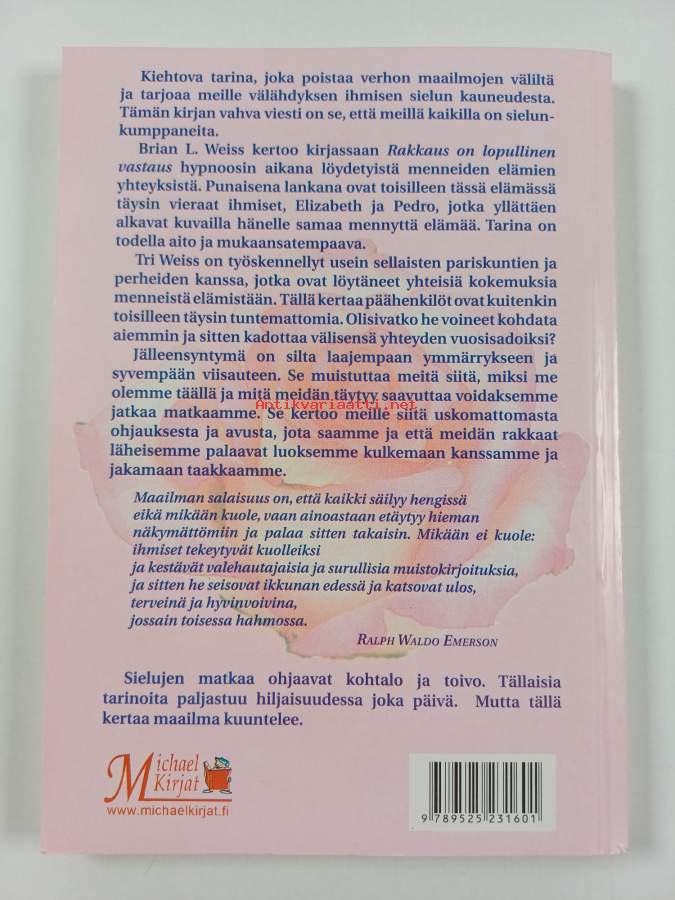 Kiehtova tarina, joka poistaa verhon maailmojen väliltä
ja tarjoaa meille välähdyksen ihmisen sielun kauneudesta.
Tämän kirjan vahva viesti on se, että meillä kaikilla on sielun-
kumppaneita.
Brian L. Weiss kertoo kirjassaan Rakkaus on lopullinen
vastaus hypnoosin aikana löydetyistä menneiden elämien
yhteyksistä. Punaisena lankana ovat toisilleen tässä elämässä
täysin vieraat ihmiset, Elizabeth ja Pedro, jotka yllättäen
alkavat kuvailla hänelle samaa mennyttä elämää. Tarina on
todella aito ja mukaansatempaava.
Tri Weiss on työskennellyt usein sellaisten pariskuntien ja
perheiden kanssa, jotka ovat löytäneet yhteisiä kokemuksia
menneistä elämistään. Tällä kertaa päähenkilöt ovat kuitenkin
toisilleen täysin tuntemattomia. Olisivatko he voineet kohdata
aiemmin ja sitten kadottaa välisensä yhteyden vuosisadoiksi?
Jälleensyntymä on silta laajempaan ymmärrykseen ja
syvempään viisauteen. Se muistuttaa meitä siitä, miksi me
olemme täällä ja mitä meidän täytyy saavuttaa voidaksemme
jatkaa matkaamme. Se kertoo meille siitä uskomattomasta
Antikvariaatti.net
ohjauksesta ja avusta, jota saamme ja että meidän rakkaat
läheisemme palaavat luoksemme kulkemaan kanssamme ja
jakamaan taakkaamme.
Maailman salaisuus on, että kaikki säilyy hengissä
eikä mikään kuole, vaan ainoastaan etäytyy hieman
näkymättömiin ja palaa sitten takaisin. Mikään ei kuole:
ihmiset tekeytyvät kuolleiksi
ja kestävät valehautajaisia ja surullisia muistokirjoituksia,
ja sitten he seisovat ikkunan edessä ja katsovat ulos,
terveinä ja hyvinvoivina,
jossain toisessa hahmossa.
RALPH WALDO EMERSON
Sielujen matkaa ohjaavat kohtalo ja toivo. Tällaisia
tarinoita paljastuu hiljaisuudessa joka päivä. Mutta tällä
kertaa maailma kuuntelee.
Michael
Kirjat
www.michaelkirjat.fi
9 789525 231601